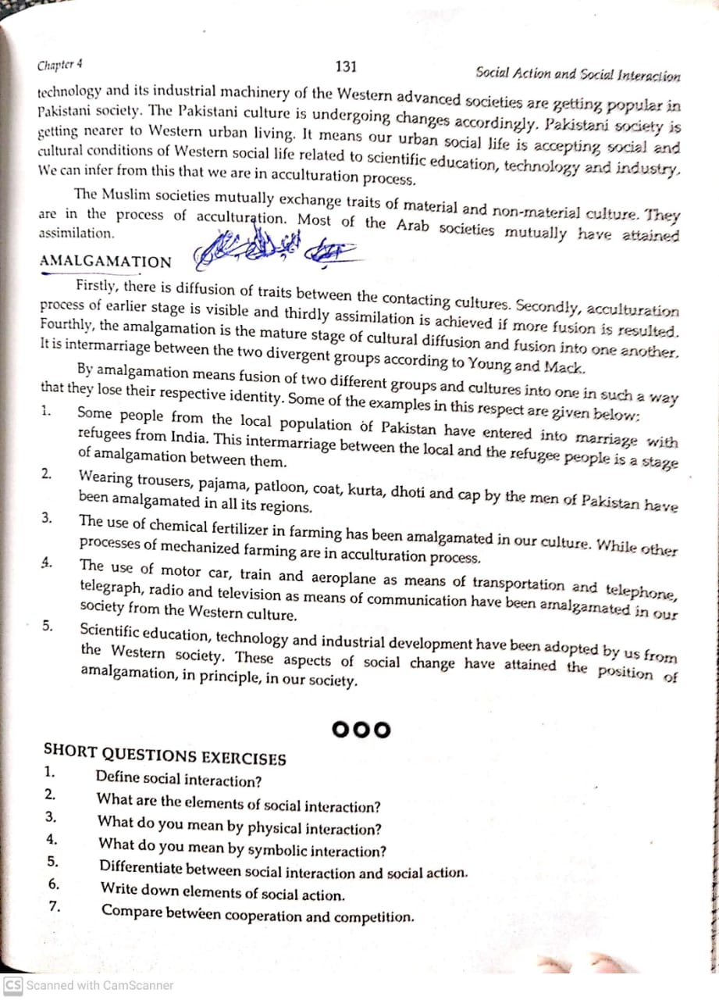 Chapter 4
131
Social Action and Social Interaction
technology and its industrial machinery of the Western advanced societies are getting popular in
Pakistani society. The Pakistani culture is undergoing changes accordingly. Pakistani society is
getting nearer to Western urban living. It means our urban social life is accepting social and
cultural conditions of Western social life related to scientific education, technology and industry.
We can infer from this that we are in acculturation process.
The Muslim societies mutually exchange traits of material and non-material culture. They
are in the process of acculturation. Most of the Arab societies mutually have attained
assimilation.
AMALGAMATION
Firstly, there is diffusion of traits between the contacting cultures. Secondly, acculturation
process of earlier stage is visible and thirdly assimilation is achieved if more fusion is resulted.
Fourthly, the amalgamation is the mature stage of cultural diffusion and fusion into one another.
It is intermarriage between the two divergent groups according to Young and Mack.
By amalgamation means fusion of two different groups and cultures into one in such a way
that they lose their respective identity. Some of the examples in this respect are given below:
1. Some people from the local population of Pakistan have entered into marriage with
refugees from India. This intermarriage between the local and the refugee people is a stage
of amalgamation between them.
2. Wearing trousers, pajama, patloon, coat, kurta, dhoti and cap by the men of Pakistan have
been amalgamated in all its regions.
3. The use of chemical fertilizer in farming has been amalgamated in our culture. While other
processes of mechanized farming are in acculturation process.
4. The use of motor car, train and aeroplane as means of transportation and telephone,
telegraph, radio and television as means of communication have been amalgamated in our
society from the Western culture.
5. Scientific education, technology and industrial development have been adopted by us from
the Western society. These aspects of social change have attained the position of
amalgamation, in principle, in our society.
SHORT QUESTIONS EXERCISES
1. Define social interaction?
2. What are the elements of social interaction?
3. What do you mean by physical interaction?
4. What do you mean by symbolic interaction?
5. Differentiate between social interaction and social action.
6. Write down elements of social action.
7. Compare between cooperation and competition.
CS Scanned with CamScanner